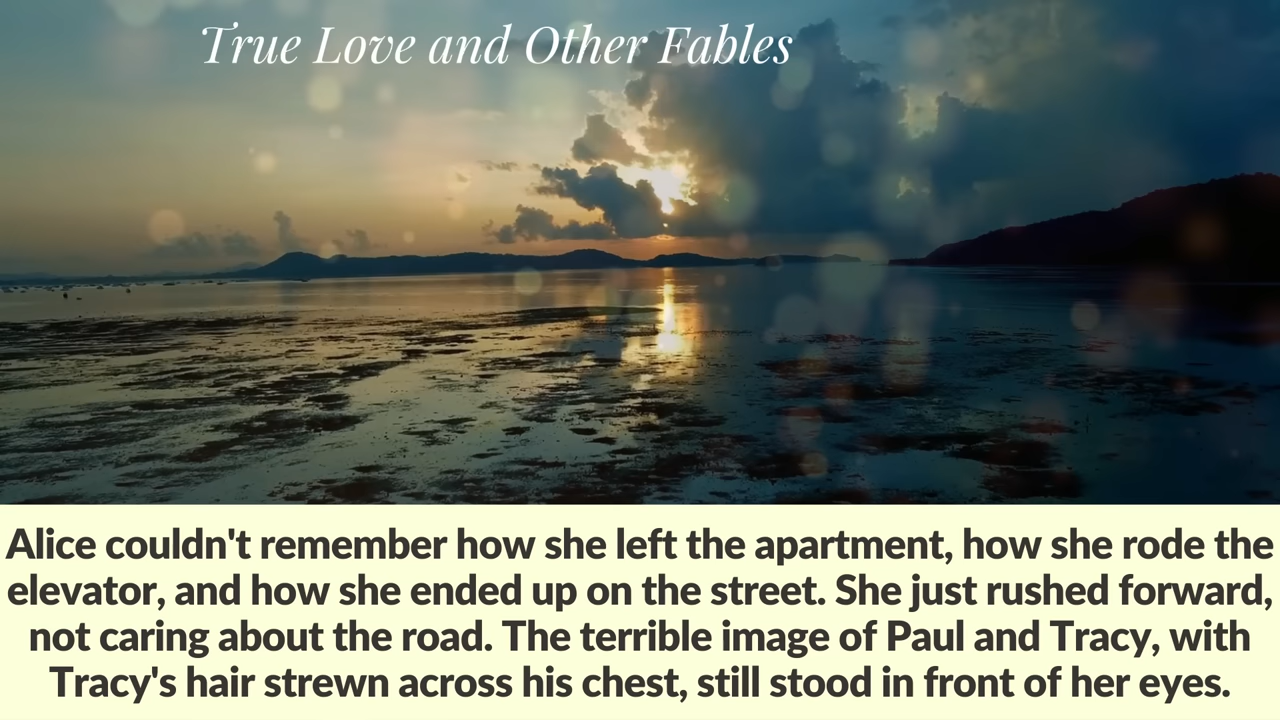 True Love and Other Fables
Alice couldn't remember how she left the apartment, how she rode the
elevator, and how she ended up on the street. She just rushed forward,
not caring about the road. The terrible image of Paul and Tracy, with
Tracy's hair strewn across his chest, still stood in front of her eyes.